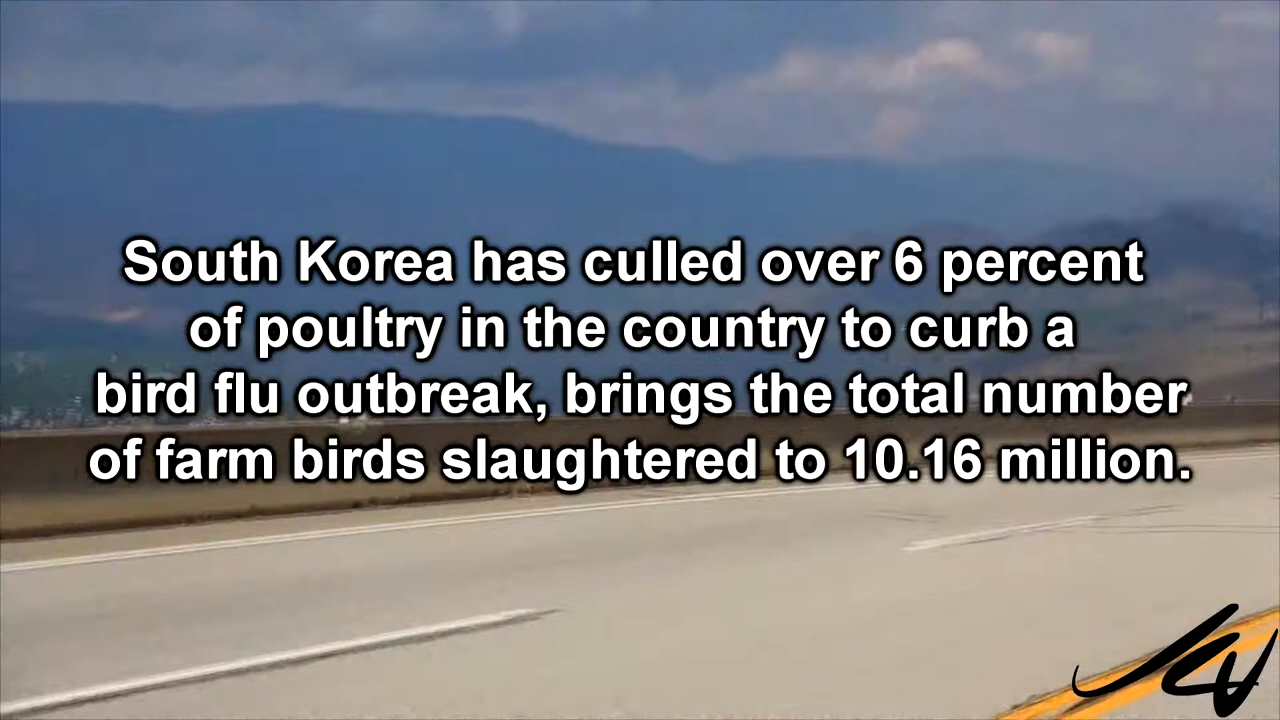 South Korea has culled over 6 percent
of poultry in the country to curb a
bird flu outbreak, brings the total number
of farm birds slaughtered to 10.16 million.